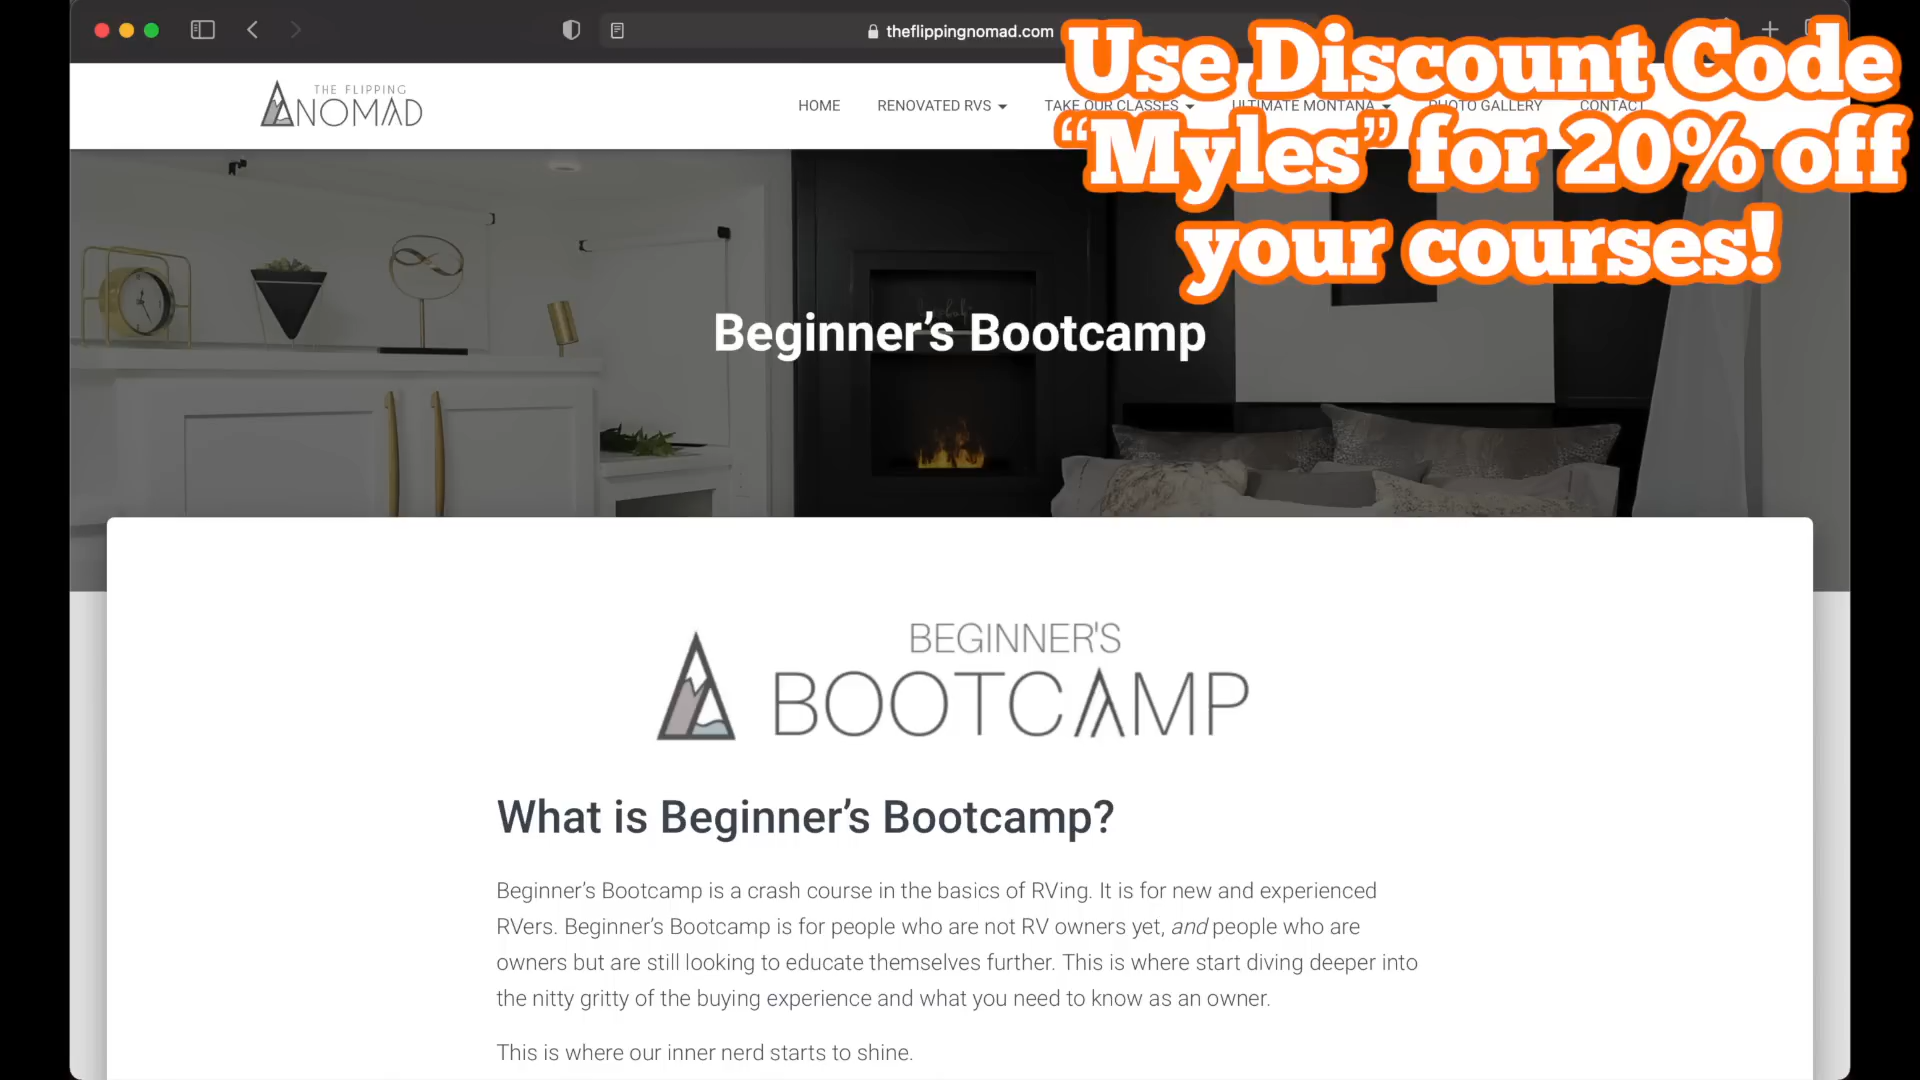 theflippingnomad.com
Use Discount Code
“Myles” for 20% off
your courses!
THE FLIPPING
NOMAD
HOME RENOVATED RVS TAKE OUR CLASSES ULTIMATE MONTANA PHOTO GALLERY CONTACT
Beginner’s Bootcamp
BEGINNER'S
BOOTCAMP
What is Beginner’s Bootcamp?
Beginner’s Bootcamp is a crash course in the basics of RVing. It is for new and experienced
RVers. Beginner’s Bootcamp is for people who are not RV owners yet, and people who are
owners but are still looking to educate themselves further. This is where start diving deeper into
the nitty gritty of the buying experience and what you need to know as an owner.
This is where our inner nerd starts to shine.